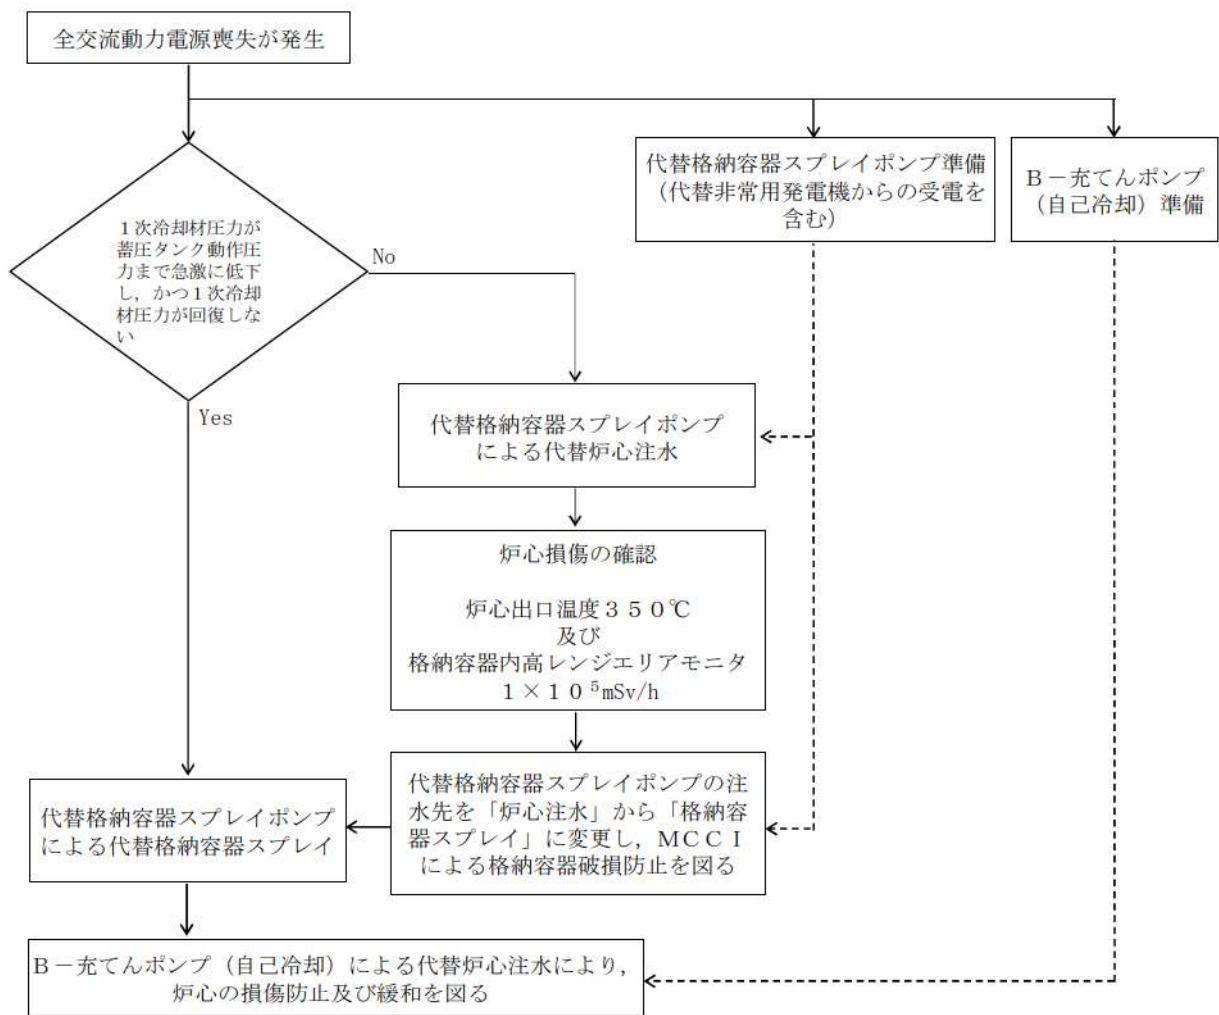 全交流動力電源喪失が発生
代替格納容器スプレイポンプ準備
（代替非常用発電機からの受電を
含む）
Ｂ－充てんポンプ
（自己冷却）準備
１次冷却材圧力が
蓄圧タンク動作圧
力まで急激に低下
し，かつ１次冷却
材圧力が回復しな
い
No
Yes
代替格納容器スプレイポンプ
による代替炉心注水
炉心損傷の確認
炉心出口温度３５０℃
及び
格納容器内高レンジエリアモニタ
１×１０⁵mSv/h
代替格納容器スプレイポンプの注
水先を「炉心注水」から「格納容
器スプレイ」に変更し，ＭＣＣＩ
による格納容器破損防止を図る
代替格納容器スプレイポンプ
による代替格納容器スプレイ
Ｂ－充てんポンプ（自己冷却）による代替炉心注水により，
炉心の損傷防止及び緩和を図る